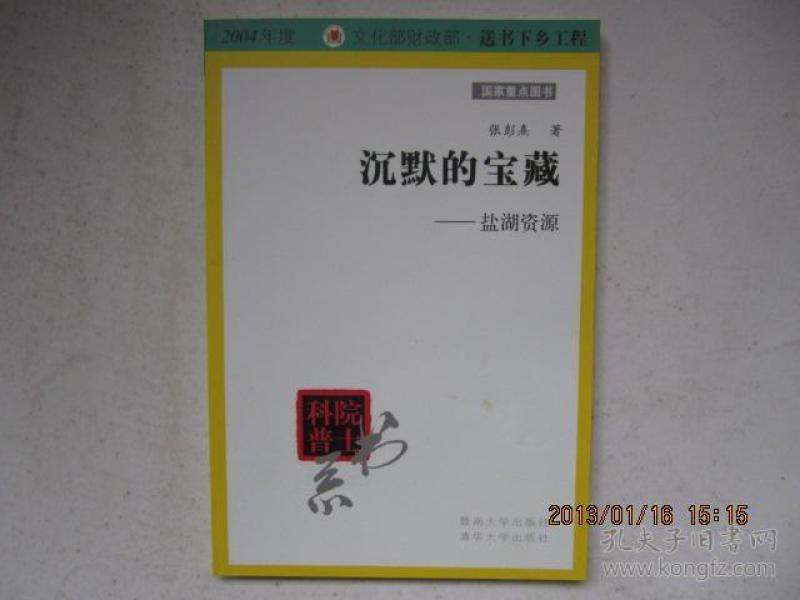 2004年度 文化部财政部·送书下乡工程
国家重点图书
张彭熹 著
沉默的宝藏
——盐湖资源
科院
普士
书系
暨南大学出版社
清华大学出版社
2013/01/16 15:15
孔夫子旧书网
www.kongfz.com